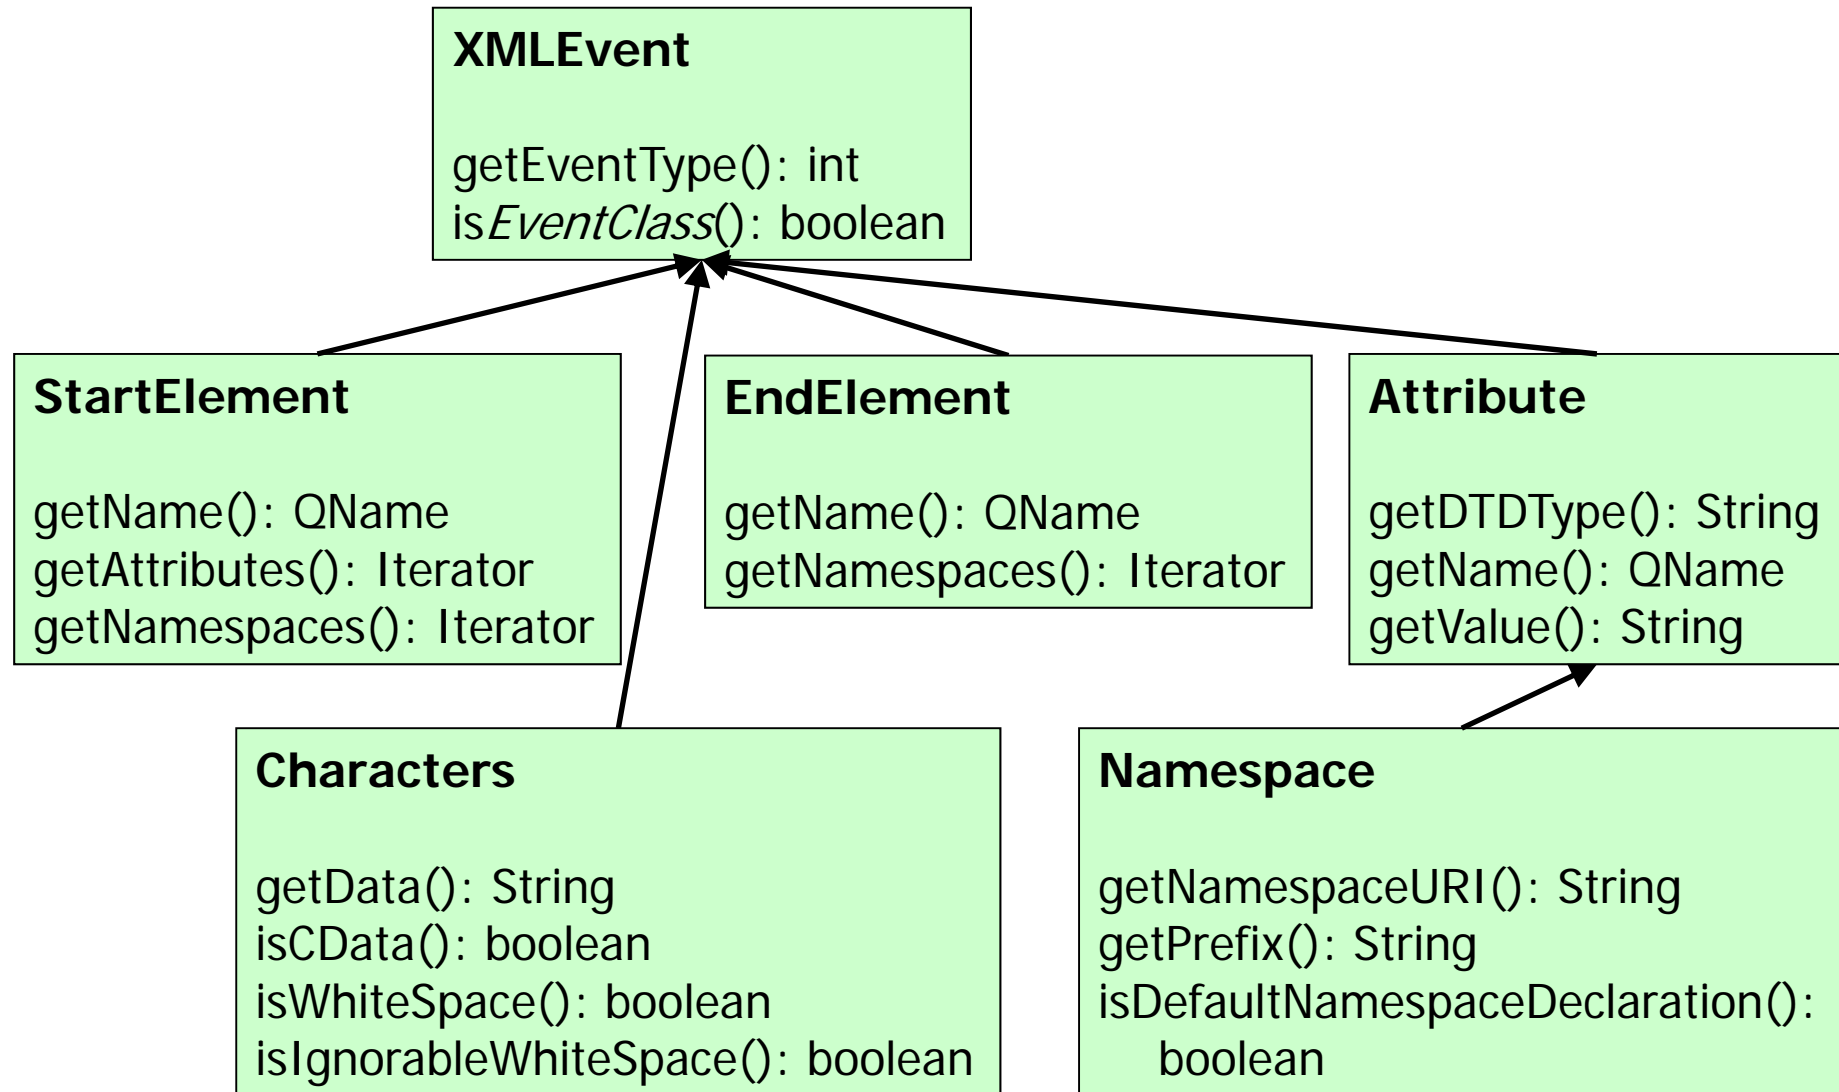 XMLEvent
getEventType(): int
isEventClass(): boolean
StartElement
getName(): QName
getAttributes(): Iterator
getNamespaces(): Iterator
EndElement
getName(): QName
getNamespaces(): Iterator
Attribute
getDTDType(): String
getName(): QName
getValue(): String
Characters
getData(): String
isCData(): boolean
isWhiteSpace(): boolean
isIgnorableWhiteSpace(): boolean
Namespace
getNamespaceURI(): String
getPrefix(): String
isDefaultNamespaceDeclaration():
boolean